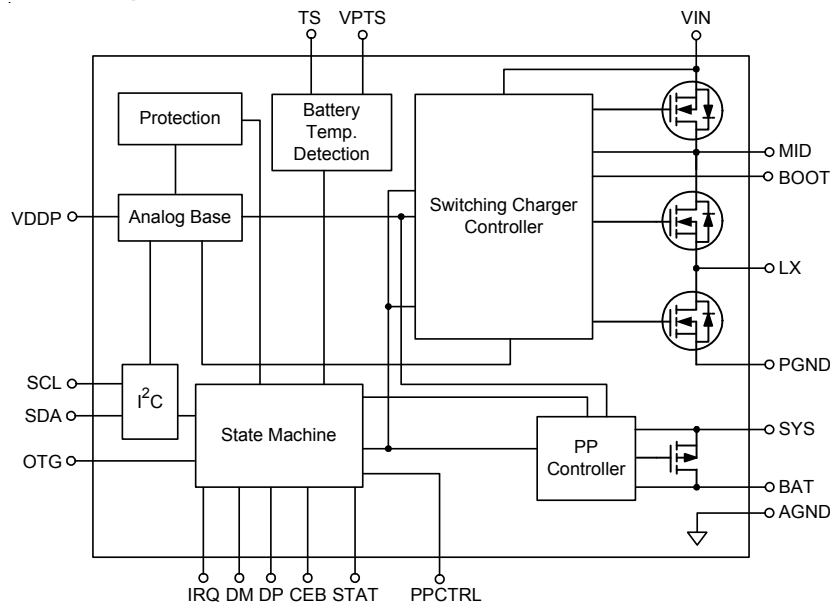 TS VPTS VIN
Protection
Battery
Temp.
Detection
MID
BOOT
VDDP
Analog Base
Switching Charger
Controller
LX
PGND
SCL
SDA
I²C
OTG
State Machine
PP
Controller
SYS
BAT
AGND
IRQ DM DP CEB STAT PPCTRL